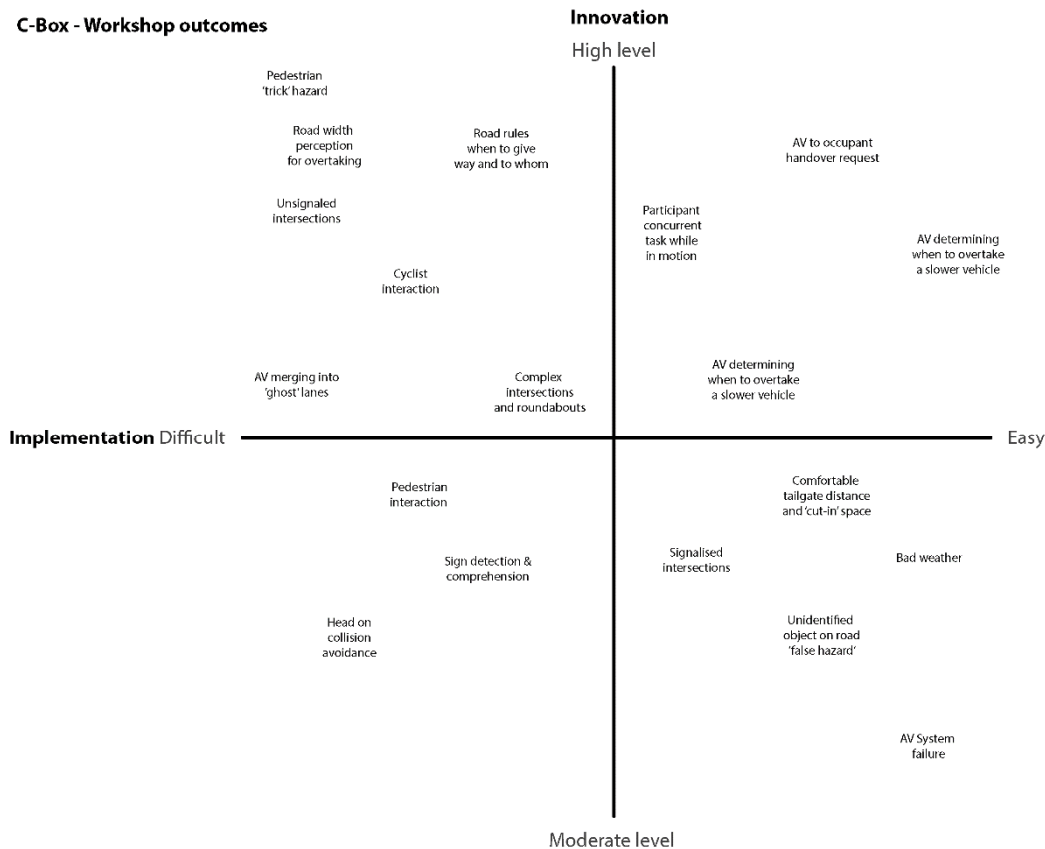 C-Box - Workshop outcomes
Innovation
High level
Pedestrian
'trick' hazard
Road width
perception
for overtaking
Road rules
when to give
way and to whom
AV to occupant
handover request
Unsignaled
intersections
Participant
concurrent
task while
in motion
AV determining
when to overtake
a slower vehicle
Cyclist
interaction
AV merging into
'ghost' lanes
Complex
intersections
and roundabouts
AV determining
when to overtake
a slower vehicle
Implementation Difficult
Easy
Pedestrian
interaction
Comfortable
tailgate distance
and 'cut-in' space
Sign detection &
comprehension
Signalised
intersections
Bad weather
Head on
collision
avoidance
Unidentified
object on road
'false hazard'
AV System
failure
Moderate level